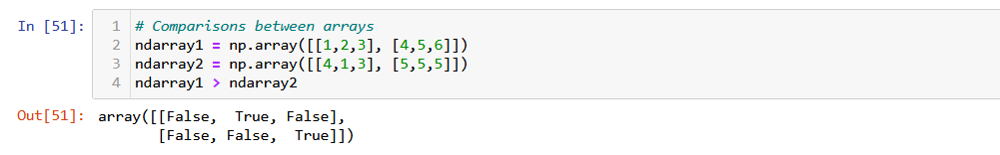 In [51]: 1 # Comparisons between arrays
2 ndarray1 = np.array([[1,2,3], [4,5,6]])
3 ndarray2 = np.array([[4,1,3], [5,5,5]])
4 ndarray1 > ndarray2
Out[51]: array([[False,  True, False],
       [False, False,  True]])